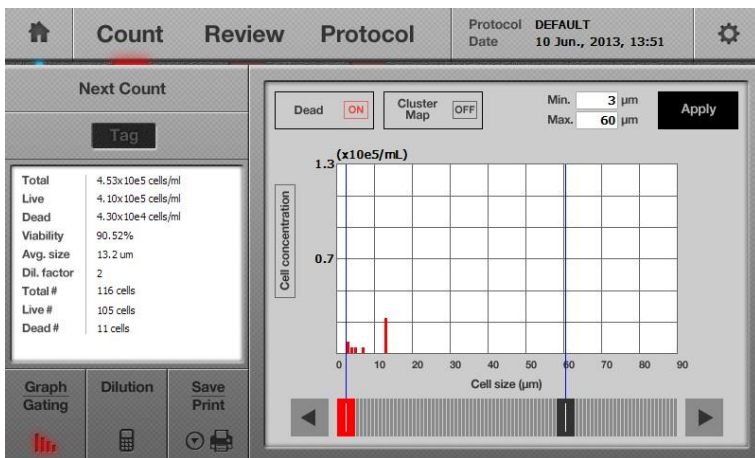 Count Review Protocol
Protocol DEFAULT
Date 10 Jun., 2013, 13:51
Next Count
Tag
Total 4.53x10e5 cells/ml
Live 4.10x10e5 cells/ml
Dead 4.30x10e4 cells/ml
Viability 90.52%
Avg. size 13.2 um
Dil. factor 2
Total # 116 cells
Live # 105 cells
Dead # 11 cells
Graph Gating
Dilution
Save Print
Dead ON
Cluster Map OFF
Min. 3 µm
Max. 60 µm
Apply
(x10e5/mL)
1.3
0.7
Cell concentration
0 10 20 30 40 50 60 70 80 90
Cell size (µm)